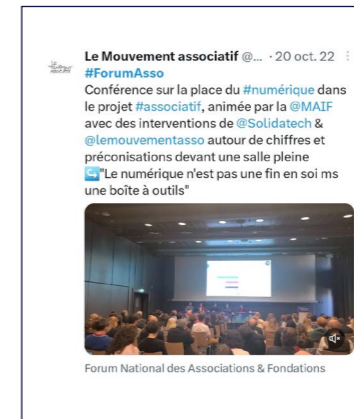 Le Mouvement associatif @... · 20 oct. 22
#ForumAsso
Conférence sur la place du #numérique dans
le projet #associatif, animée par la @MAIF
avec des interventions de @Solidatech &
@lemouvementasso autour de chiffres et
préconisations devant une salle pleine
"Le numérique n'est pas une fin en soi ms
une boîte à outils"
Forum National des Associations & Fondations